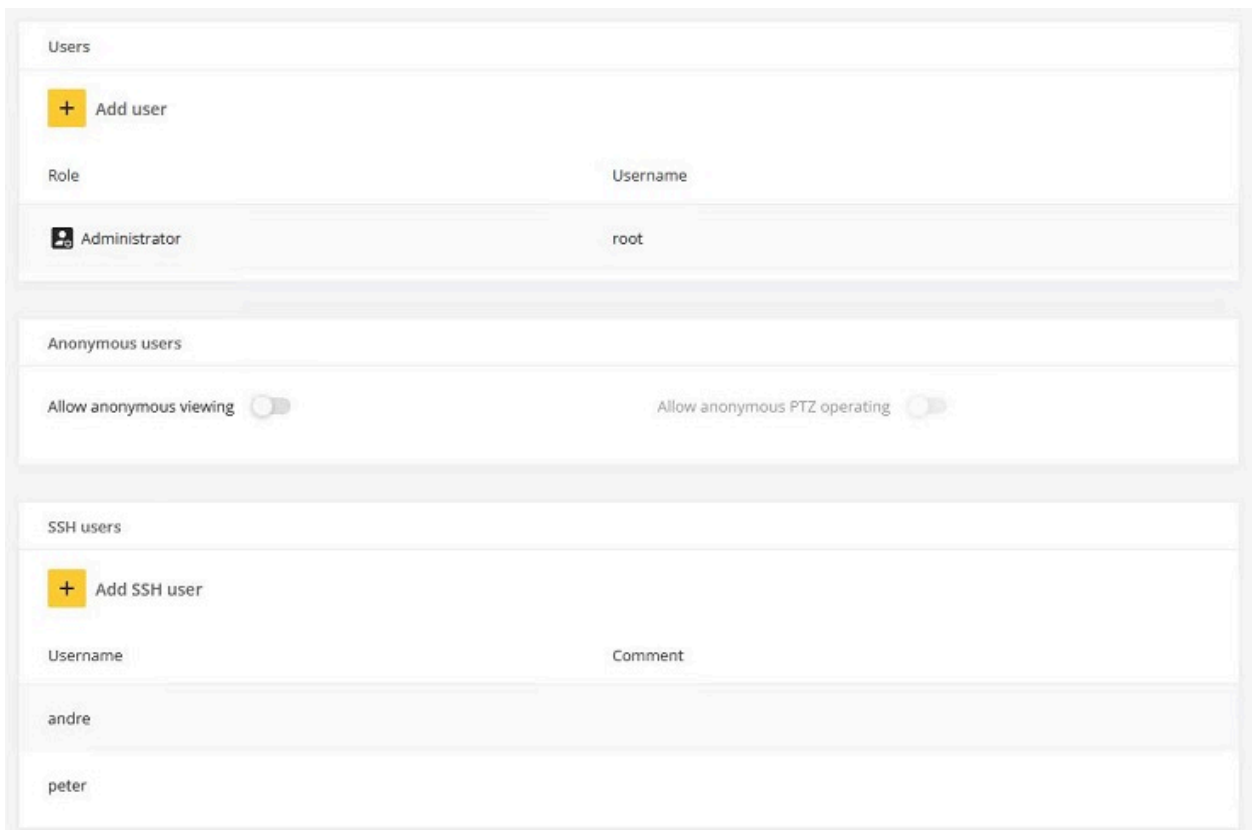 Users
+ Add user
Role Username
Administrator root
Anonymous users
Allow anonymous viewing Allow anonymous PTZ operating
SSH users
+ Add SSH user
Username Comment
andre
peter